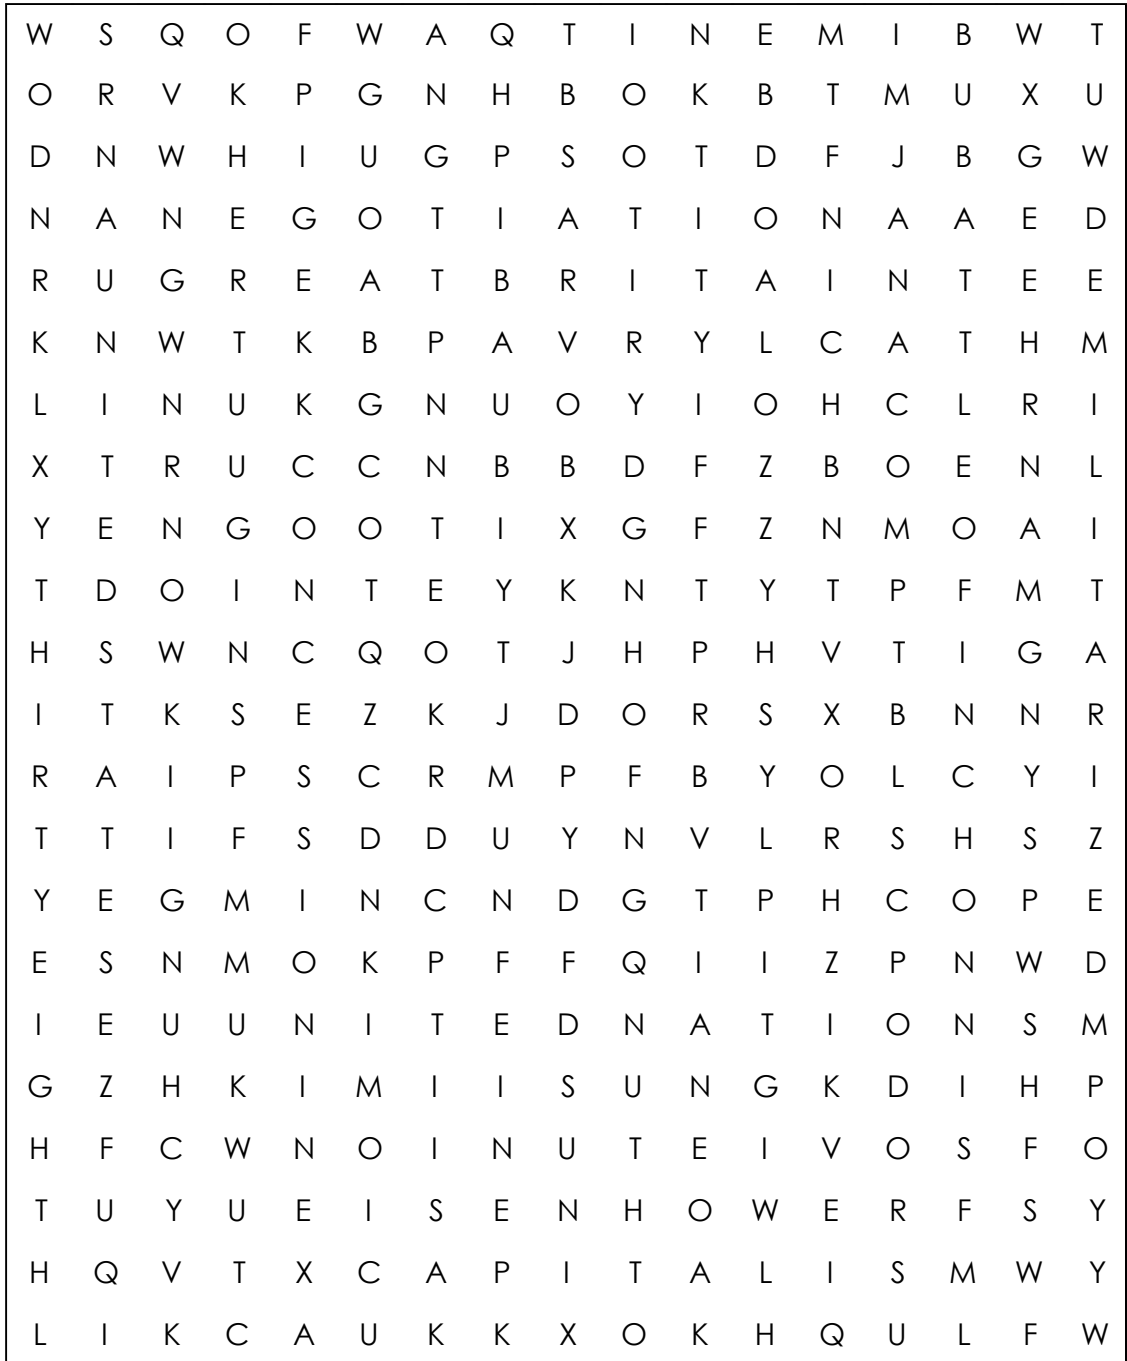 W S Q O F W A Q T I N E M I B W T
O R V K P G N H B O K B T M U X U
D N W H I U G P S O T D F J B G W
N A N E G O T I A T I O N A A E D
R U G R E A T B R I T A I N T E E
K N W T K B P A V R Y L C A T H M
L I N U K G N U O Y I O H C L R I
X T R U C C N B B D F Z B O E N L
Y E N G O O T I X G F Z N M O A I
T D O I N T E Y K N T Y T P F M T
H S W N C Q O T J H P H V T I G A
I T K S E Z K J D O R S X B N N R
R A I P S C R M P F B Y O L C Y I
T T I F S D D U Y N V L R S H S Z
Y E G M I N C N D G T P H C O P E
E S N M O K P F F Q I I Z P N W D
I E U U N I T E D N A T I O N S M
G Z H K I M I I S U N G K D I H P
H F C W N O I N U T E I V O S F O
T U Y U E I S E N H O W E R F S Y
H Q V T X C A P I T A L I S M W Y
L I K C A U K K X O K H Q U L F W